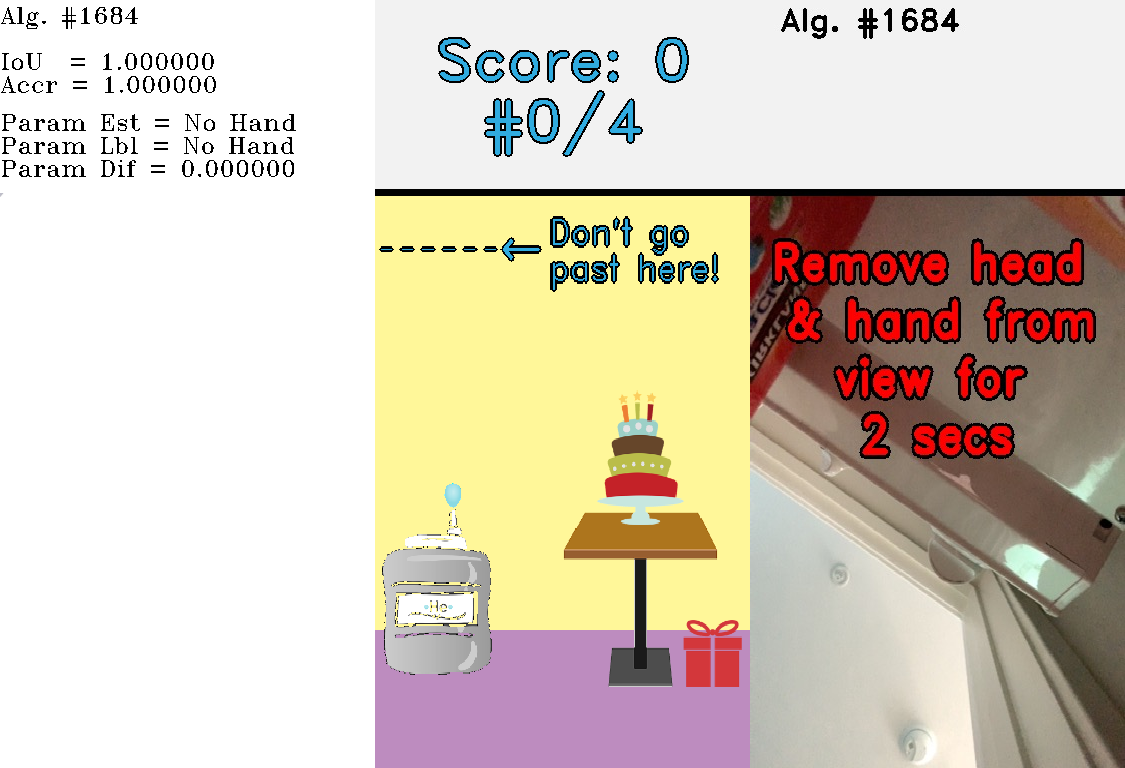 Alg. #1684
IoU = 1.000000
Accr = 1.000000
Param Est = No Hand
Param Lbl = No Hand
Param Dif = 0.000000
Score: 0
#0/4
Alg. #1684
Don't go
past here!
Remove head
& hand from
view for
2 secs